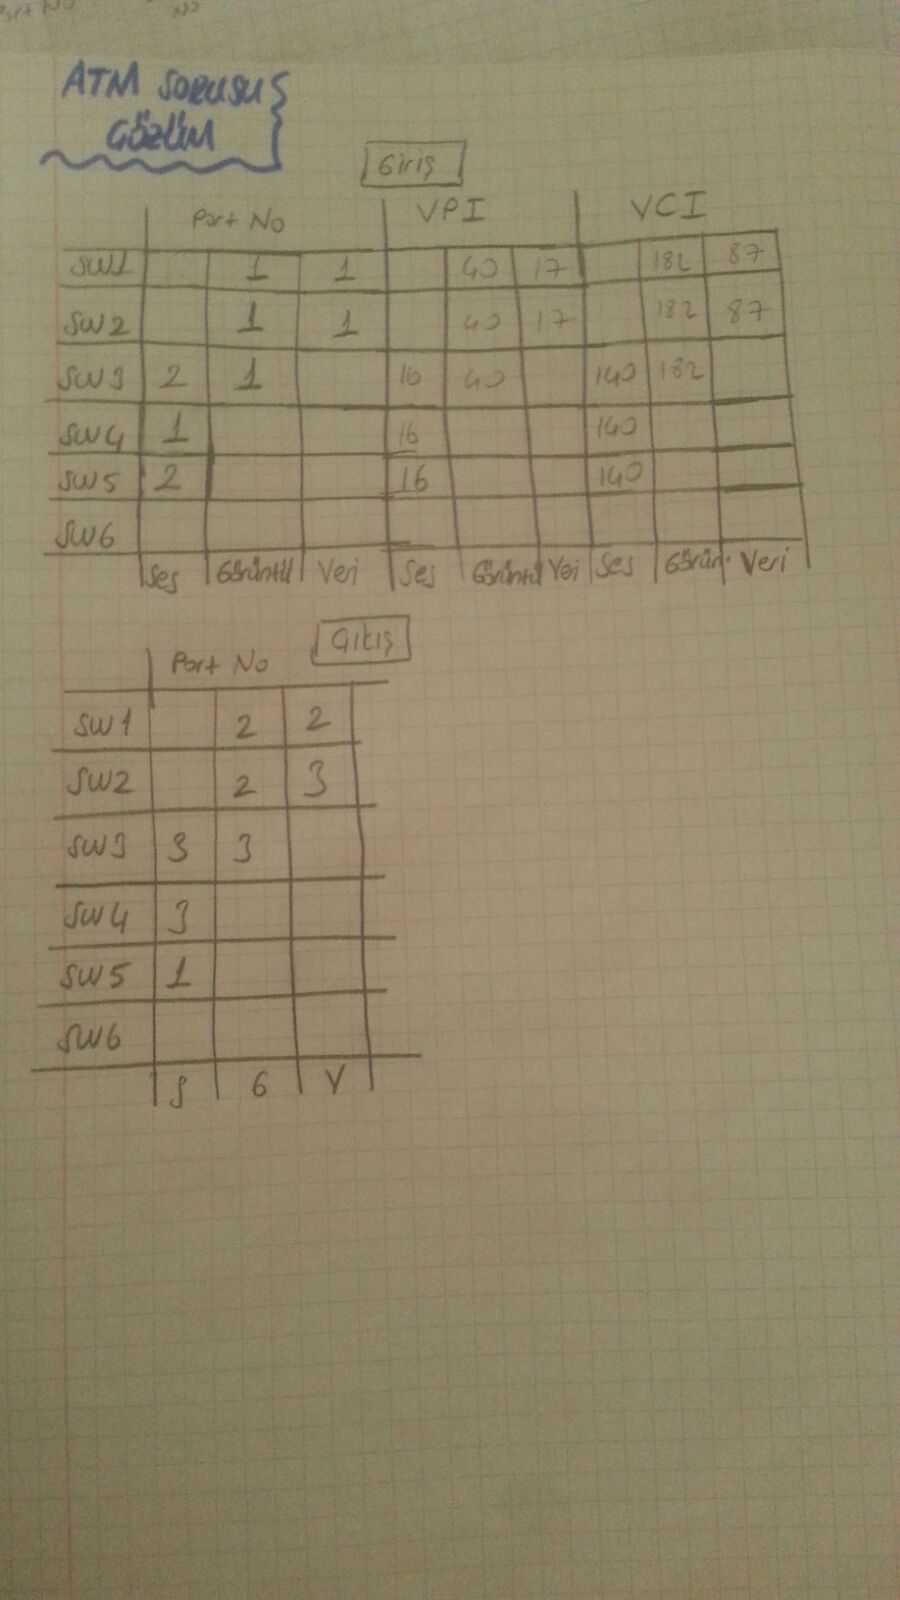 Port No
No
ATM SORUSU
ÇÖZÜM
Giriş
Port No VPI VCI
SW1 1 1 40 17 182 87
SW2 1 1 40 17 182 87
SW3 2 1 16 40 140 182
SW4 1 16 140
SW5 2 16 140
SW6
Ses Görüntü Veri Ses Görüntü Veri Ses Görün. Veri
Çıkış
Port No
SW1 2 2
SW2 2 3
SW3 3 3
SW4 3
SW5 1
SW6
S G V